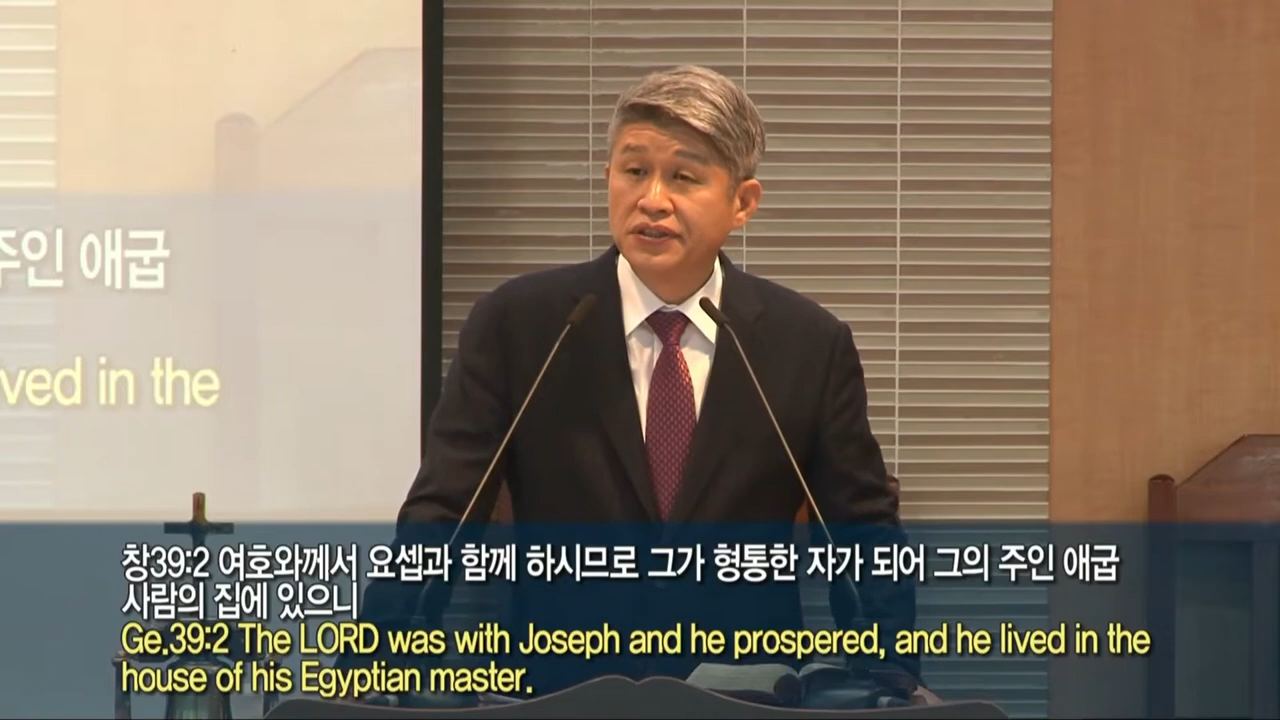 주인 애굽
ved in the
창39:2 여호와께서 요셉과 함께 하시므로 그가 형통한 자가 되어 그의 주인 애굽
사람의 집에 있으니
Ge.39:2 The LORD was with Joseph and he prospered, and he lived in the
house of his Egyptian master.